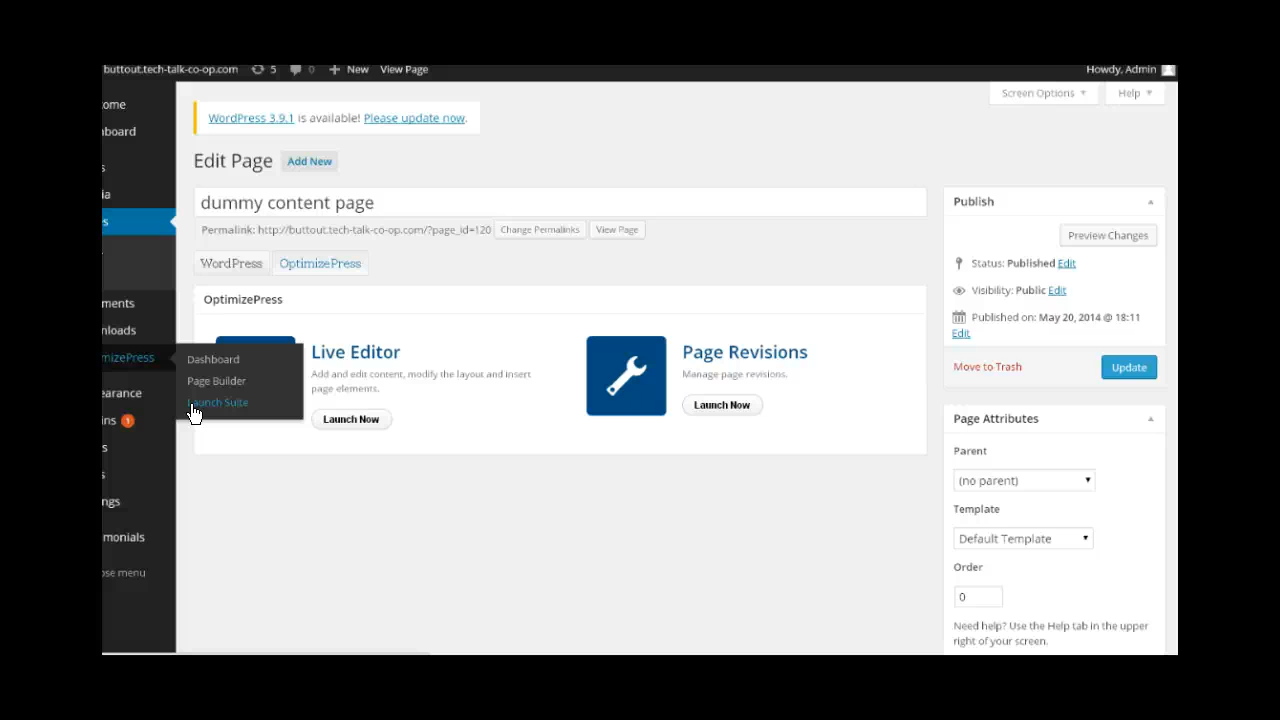 buttout.tech-talk-co-op.com 5 0 New View Page Howdy, Admin
Screen Options Help
ome
board
s
ia
es
WordPress 3.9.1 is available! Please update now.
Edit Page Add New
dummy content page
Permalink: http://buttout.tech-talk-co-op.com/?page_id=120 Change Permalinks View Page
WordPress OptimizePress
OptimizePress
ments
nloads
mizePress
earance
ins 1
s
s
ngs
monials
ose menu
Dashboard
Page Builder
Launch Suite
Live Editor
Add and edit content, modify the layout and insert
page elements.
Launch Now
Page Revisions
Manage page revisions.
Launch Now
Publish
Preview Changes
Status: Published Edit
Visibility: Public Edit
Published on: May 20, 2014 @ 18:11
Edit
Move to Trash Update
Page Attributes
Parent
(no parent)
Template
Default Template
Order
0
Need help? Use the Help tab in the upper
right of your screen.